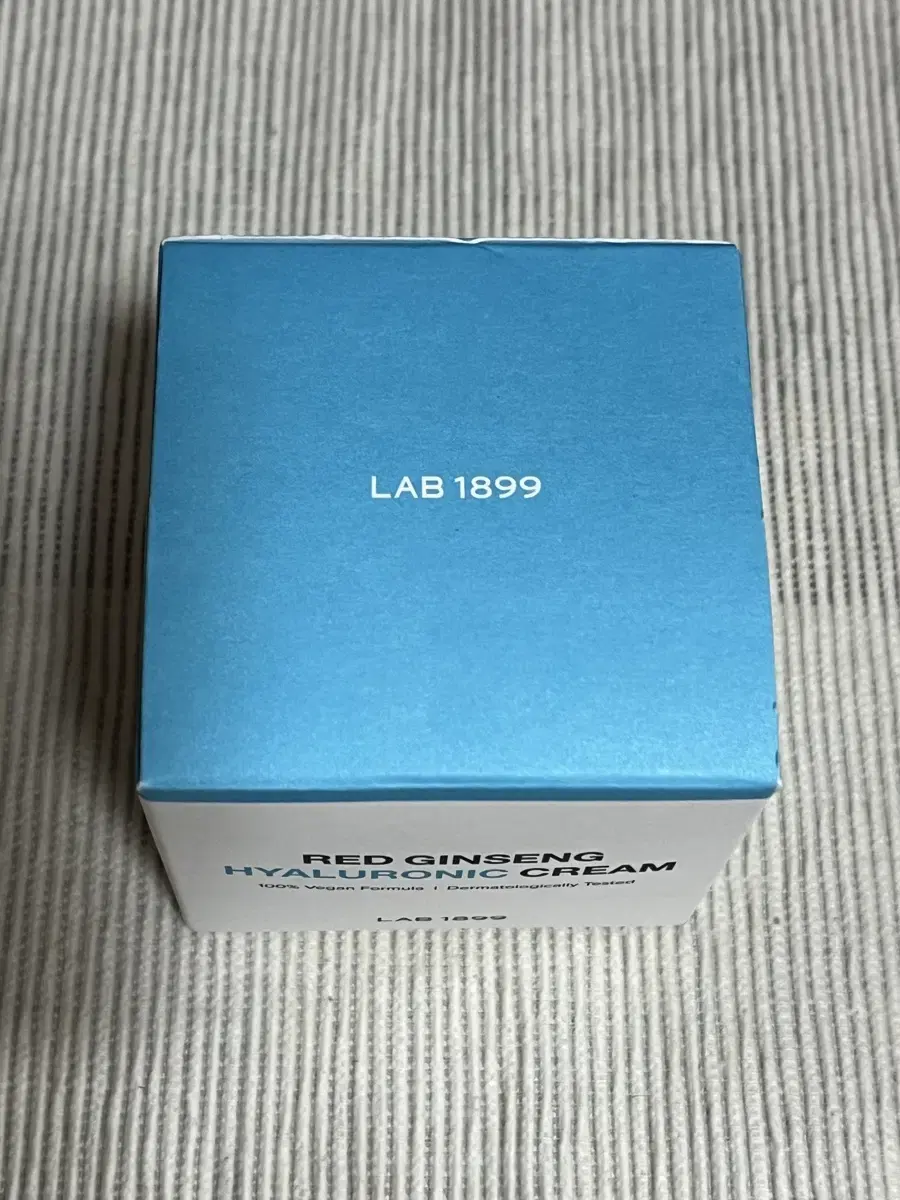 LAB 1899
RED GINSENG
HYALURONIC CREAM
100% Vegan Formula | Dermatologically Tested
LAB 1899